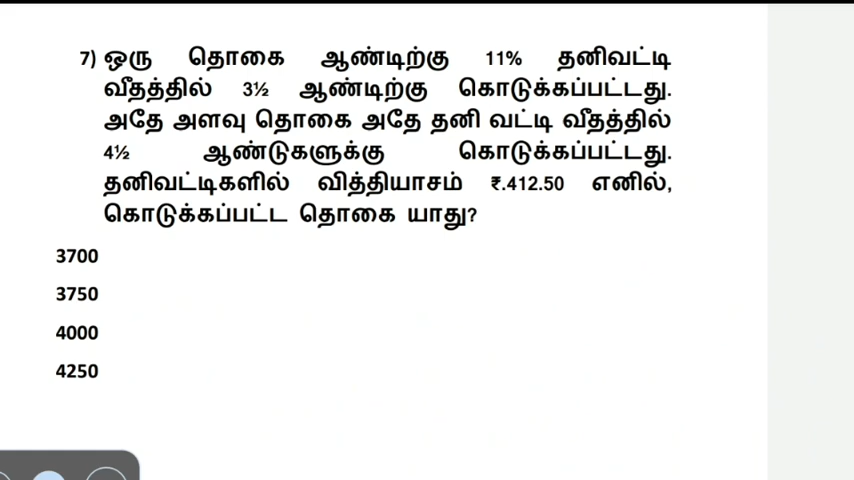 7) ஒரு தொகை ஆண்டிற்கு 11% தனிவட்டி
வீதத்தில் 3½ ஆண்டிற்கு கொடுக்கப்பட்டது.
அதே அளவு தொகை அதே தனி வட்டி வீதத்தில்
4½ ஆண்டுகளுக்கு கொடுக்கப்பட்டது.
தனிவட்டிகளில் வித்தியாசம் ₹.412.50 எனில்,
கொடுக்கப்பட்ட தொகை யாது?
3700
3750
4000
4250